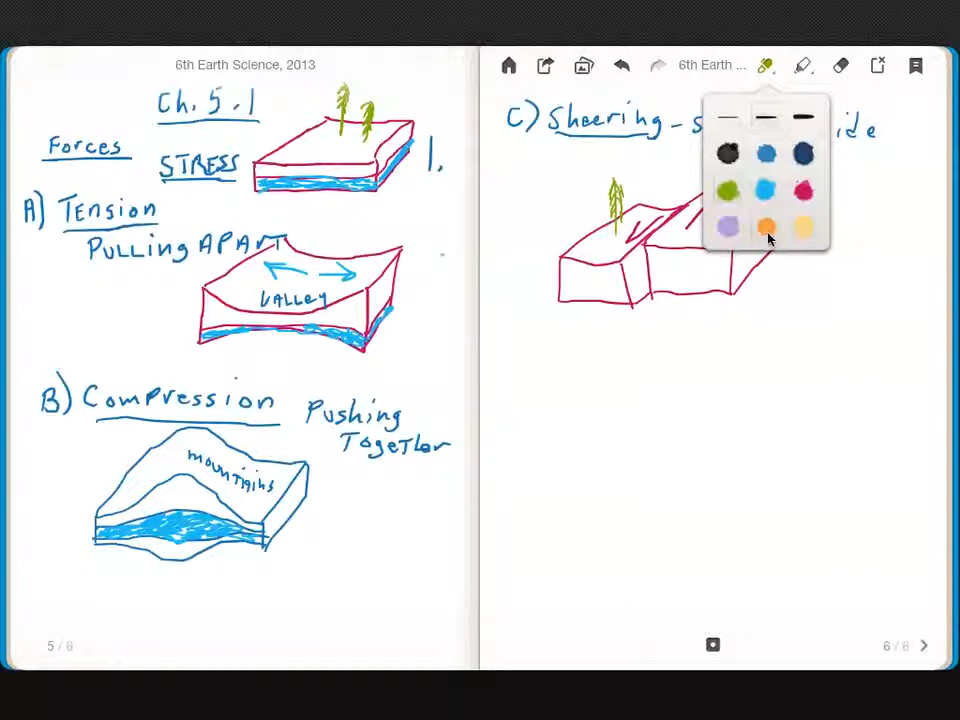 6th Earth Science, 2013
Ch. 5.1
Forces
STRESS
1.
A) Tension
PULLing APART
VALLey
B) Compression
Pushing
Together
mountains
5 / 6
6th Earth ...
C) Sheering - s ide
6 / 6